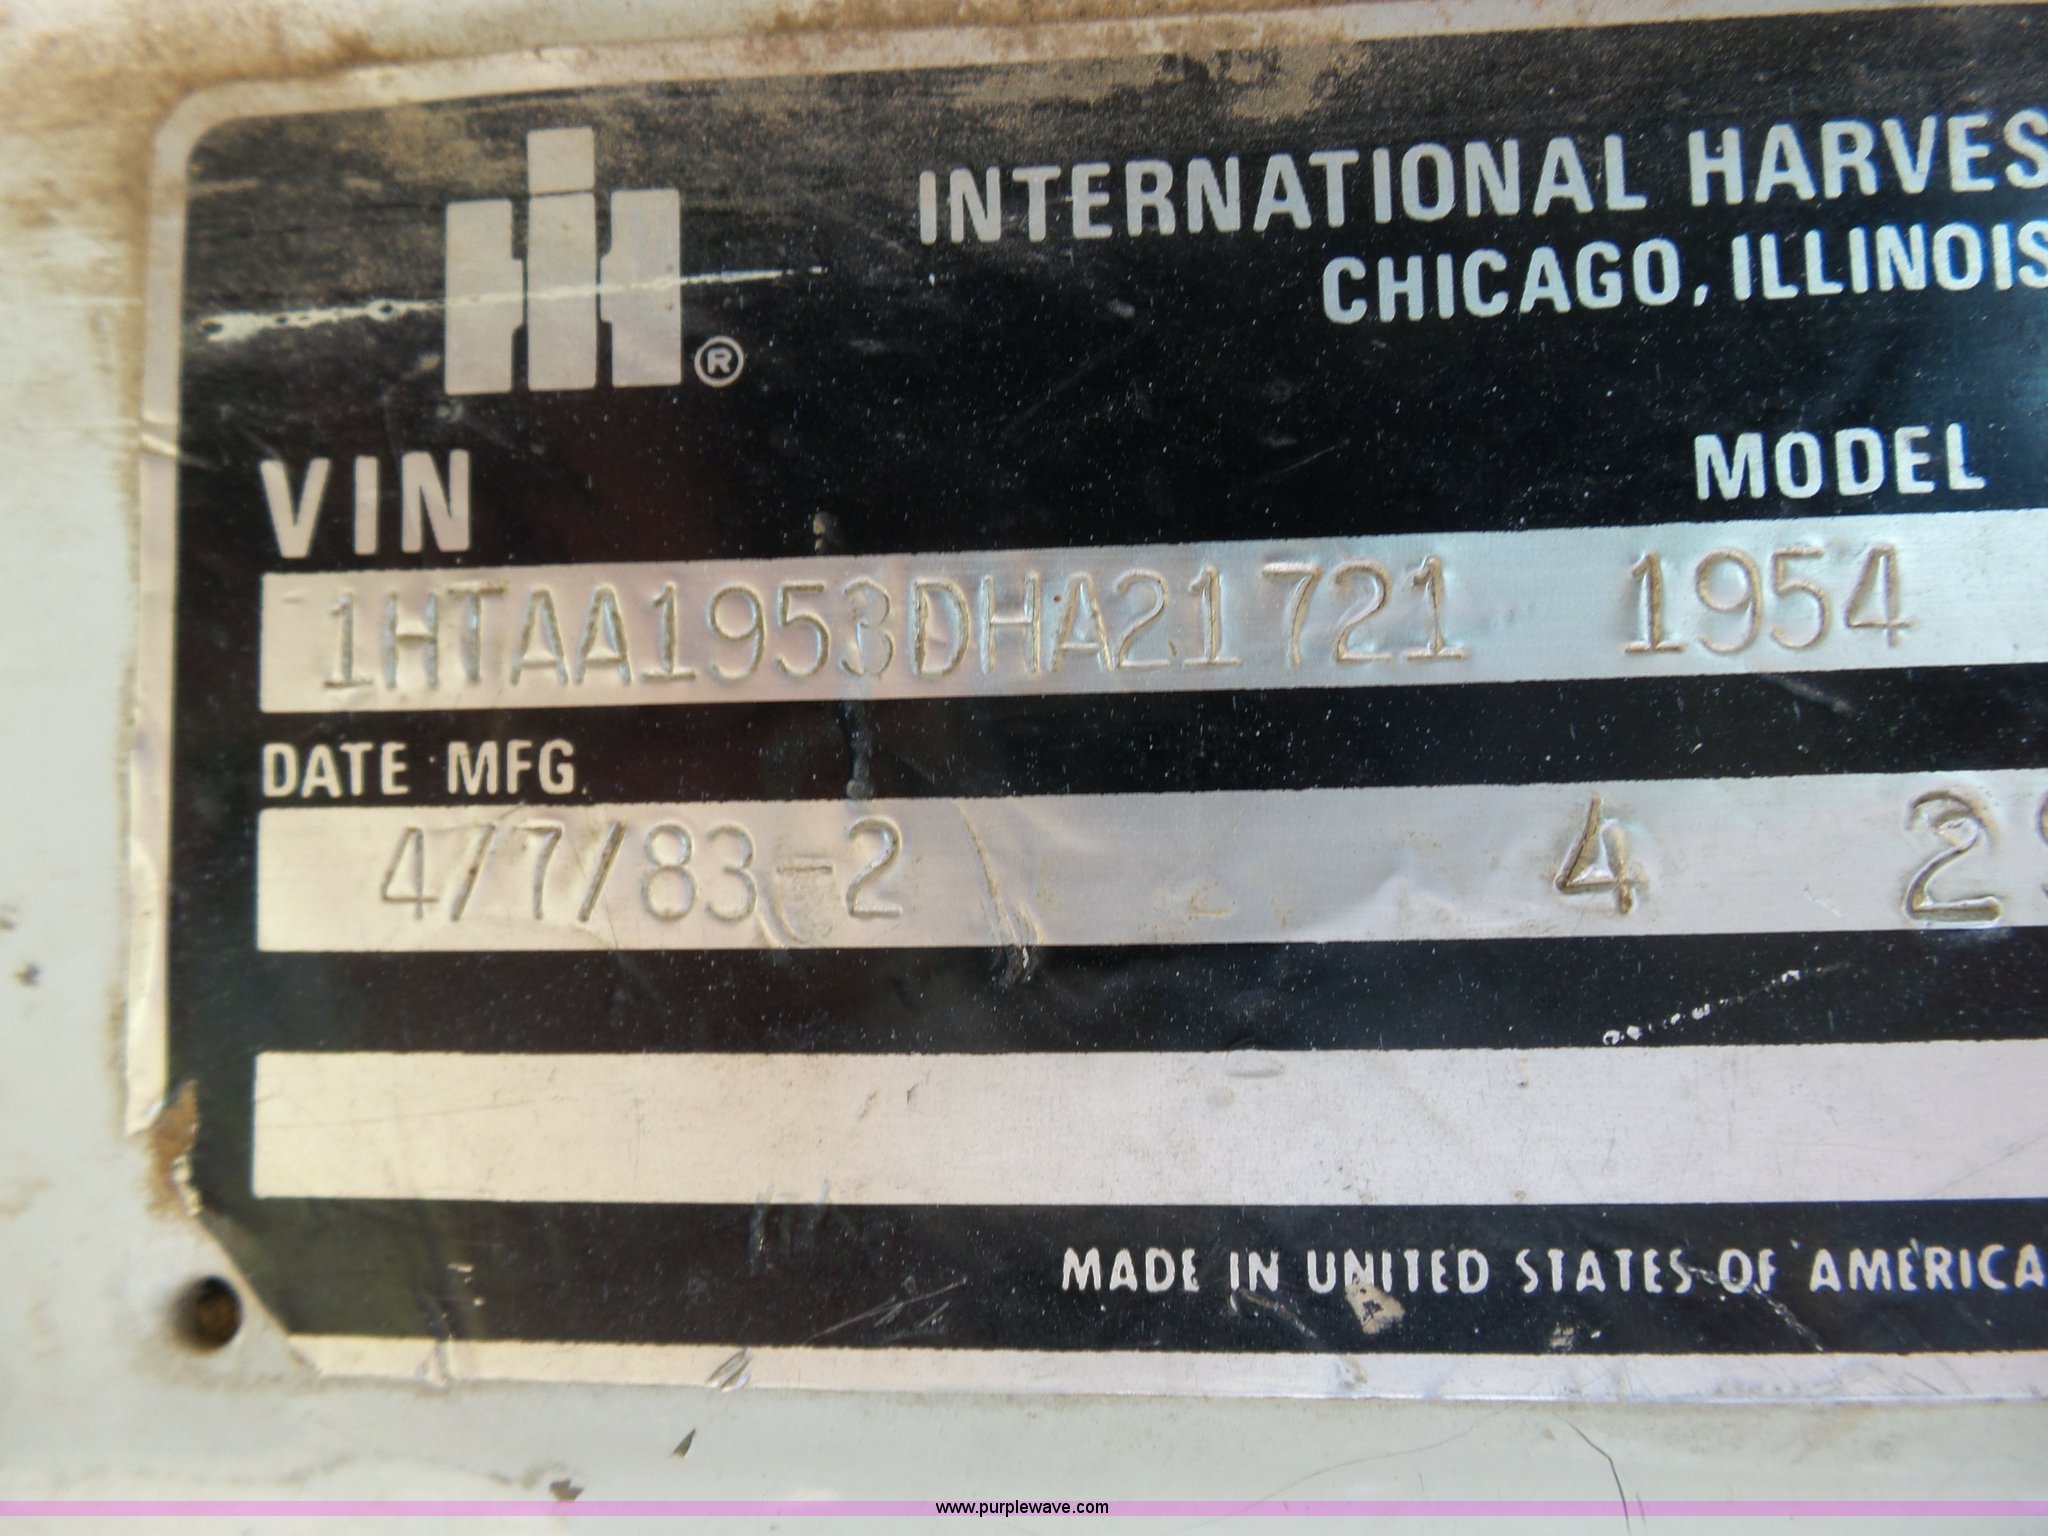 INTERNATIONAL HARVES
CHICAGO, ILLINOIS
®
VIN MODEL
1HTAA1953DHA21721 1954
DATE MFG.
4/7/83-2 4 2
MADE IN UNITED STATES OF AMERICA
www.purplewave.com